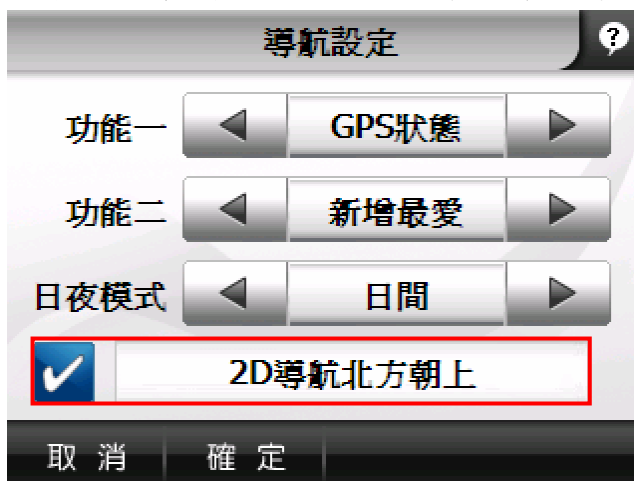 導航設定 ?
功能一 GPS狀態
功能二 新增最愛
日夜模式 日間
2D導航北方朝上
取消 確定